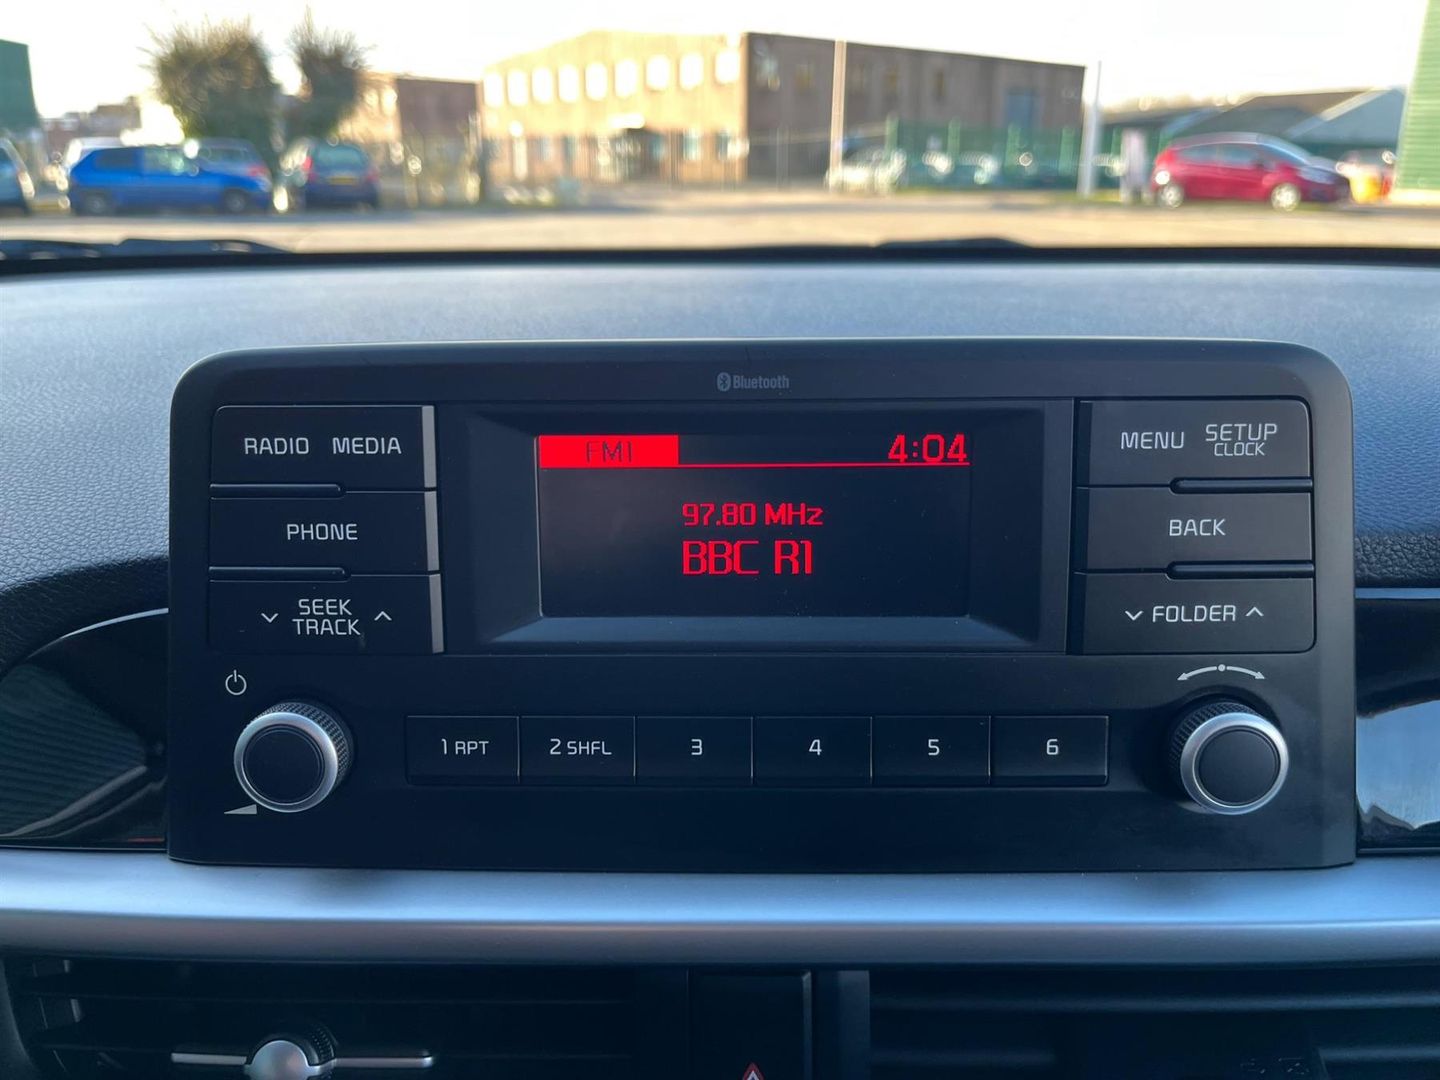 Bluetooth
RADIO MEDIA
FM1
4:04
MENU SETUP
CLOCK
PHONE
97.80 MHz
BBC R1
BACK
SEEK
TRACK
FOLDER
1 RPT
2 SHFL
3
4
5
6